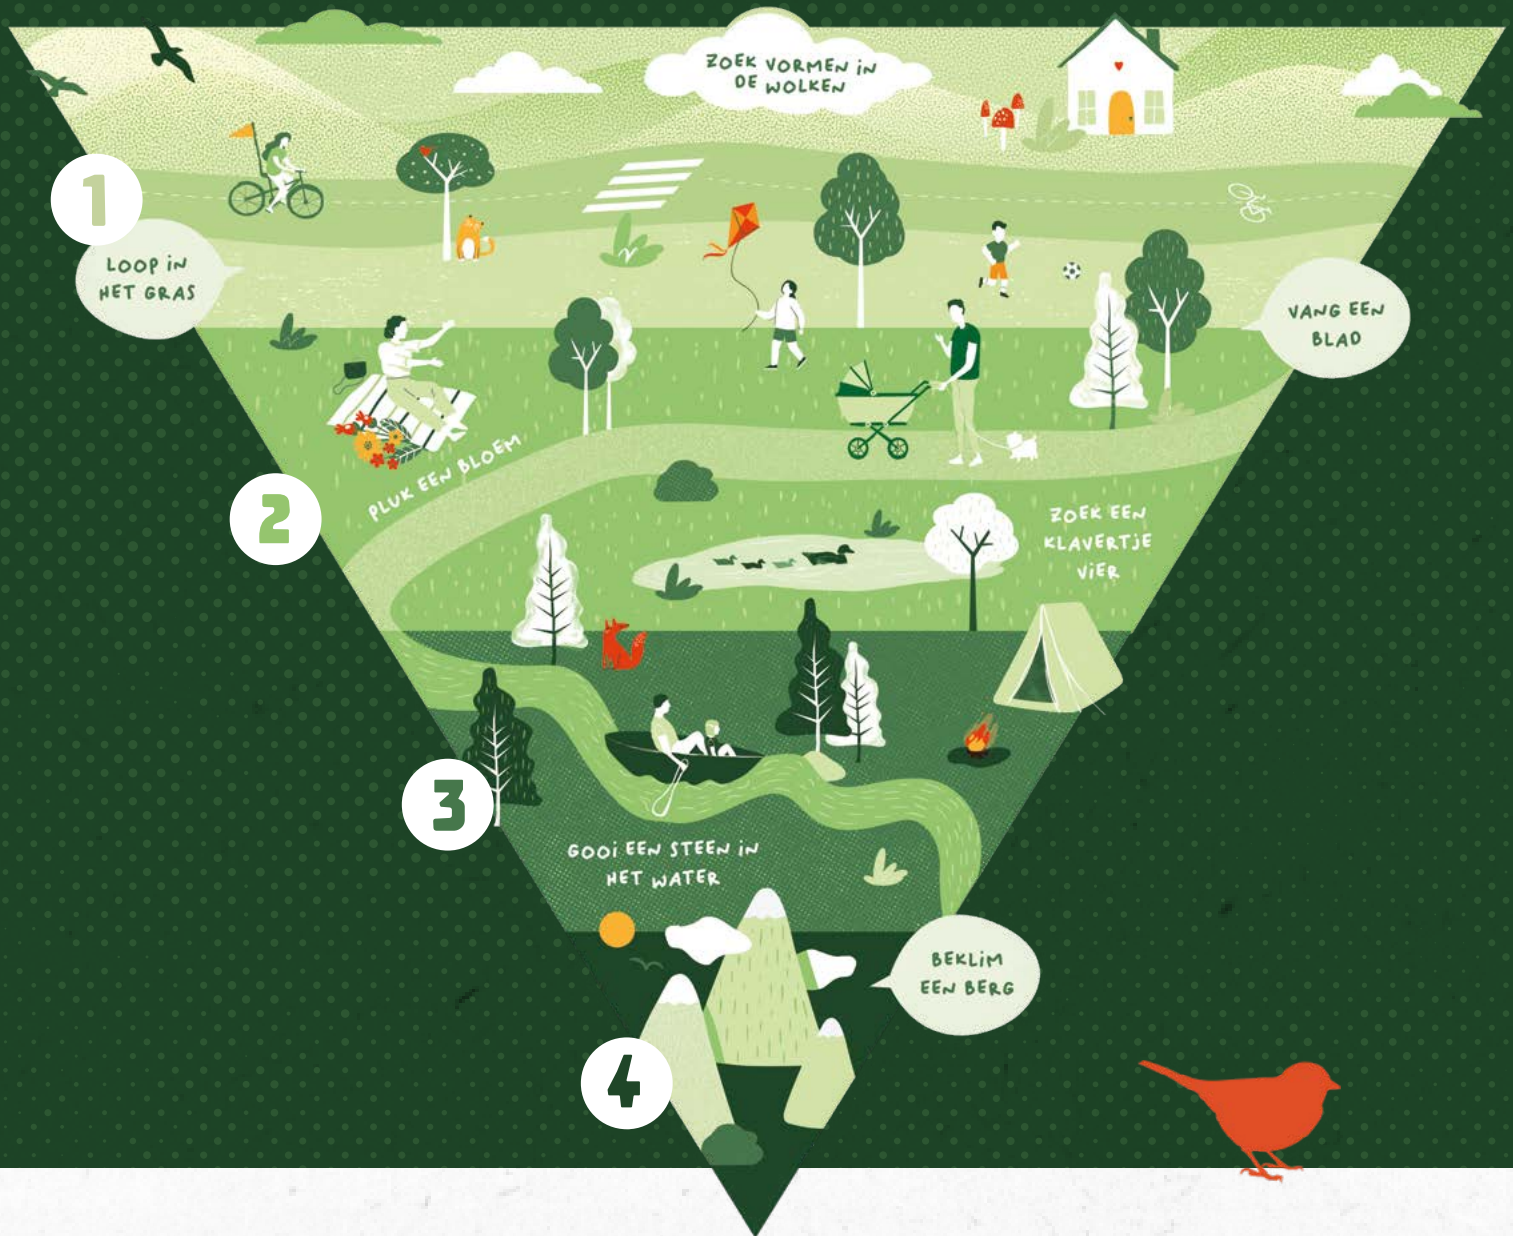 ZOEK VORMEN IN
DE WOLKEN
1
LOOP IN
HET GRAS
VANG EEN
BLAD
PLUK EEN BLOEM
2
ZOEK EEN
KLAVERTJE
VIER
3
GOOI EEN STEEN IN
HET WATER
BEKLIM
EEN BERG
4